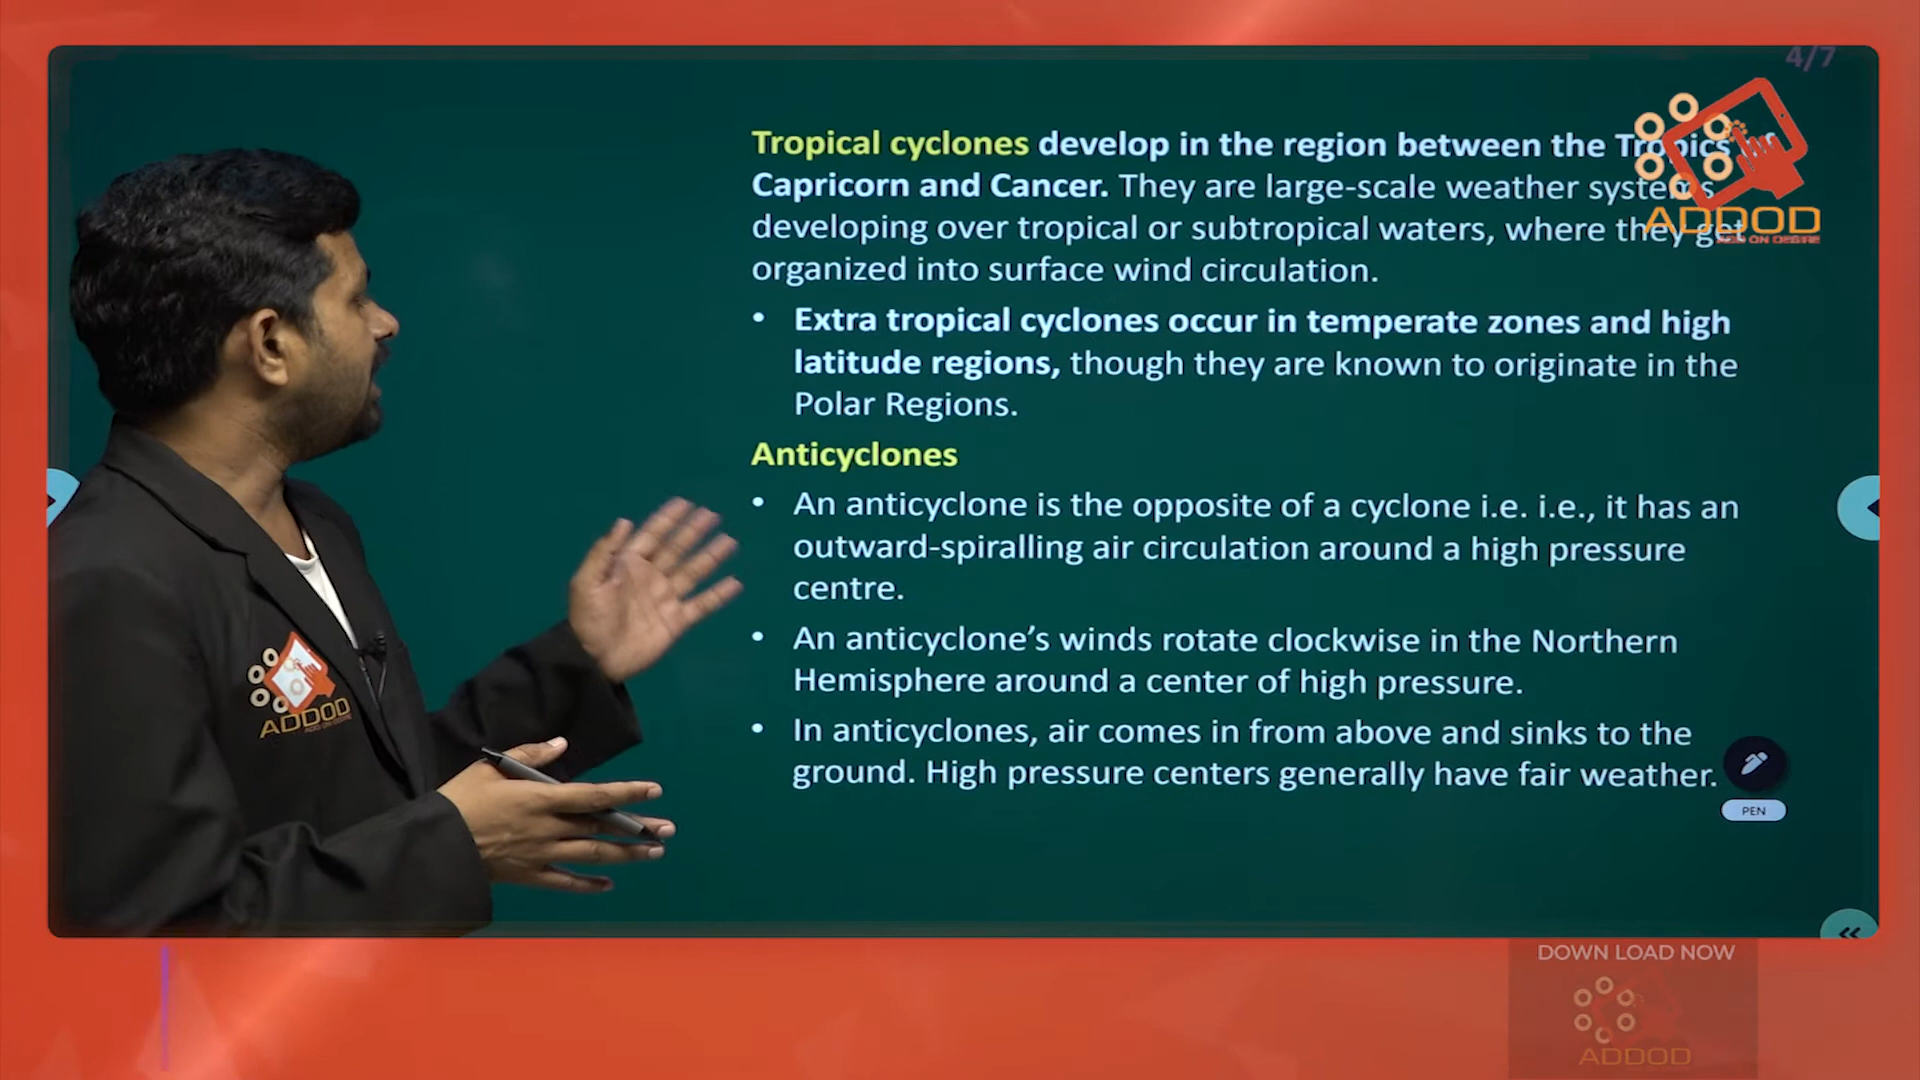 4/7
Tropical cyclones develop in the region between the Tropics of
Capricorn and Cancer. They are large-scale weather systems
developing over tropical or subtropical waters, where they get
organized into surface wind circulation.
• Extra tropical cyclones occur in temperate zones and high
latitude regions, though they are known to originate in the
Polar Regions.
Anticyclones
• An anticyclone is the opposite of a cyclone i.e. i.e., it has an
outward-spiralling air circulation around a high pressure
centre.
• An anticyclone's winds rotate clockwise in the Northern
Hemisphere around a center of high pressure.
• In anticyclones, air comes in from above and sinks to the
ground. High pressure centers generally have fair weather.
PEN
ADDOD
ADD ON DESIRE
ADDOD
ADD ON DESIRE
DOWN LOAD NOW
ADDOD